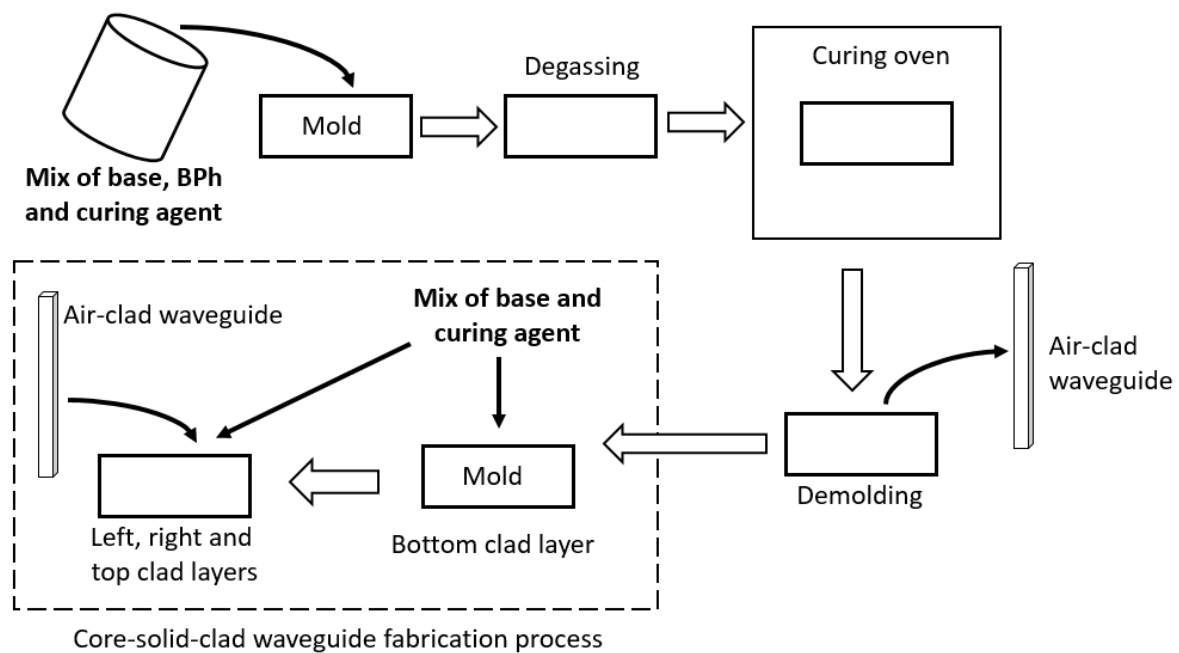 Curing oven
Degassing
Mold
Mix of base, BPh
and curing agent
Air-clad waveguide
Mix of base and
curing agent
Air-clad
waveguide
Mold
Demolding
Left, right and
top clad layers
Bottom clad layer
Core-solid-clad waveguide fabrication process